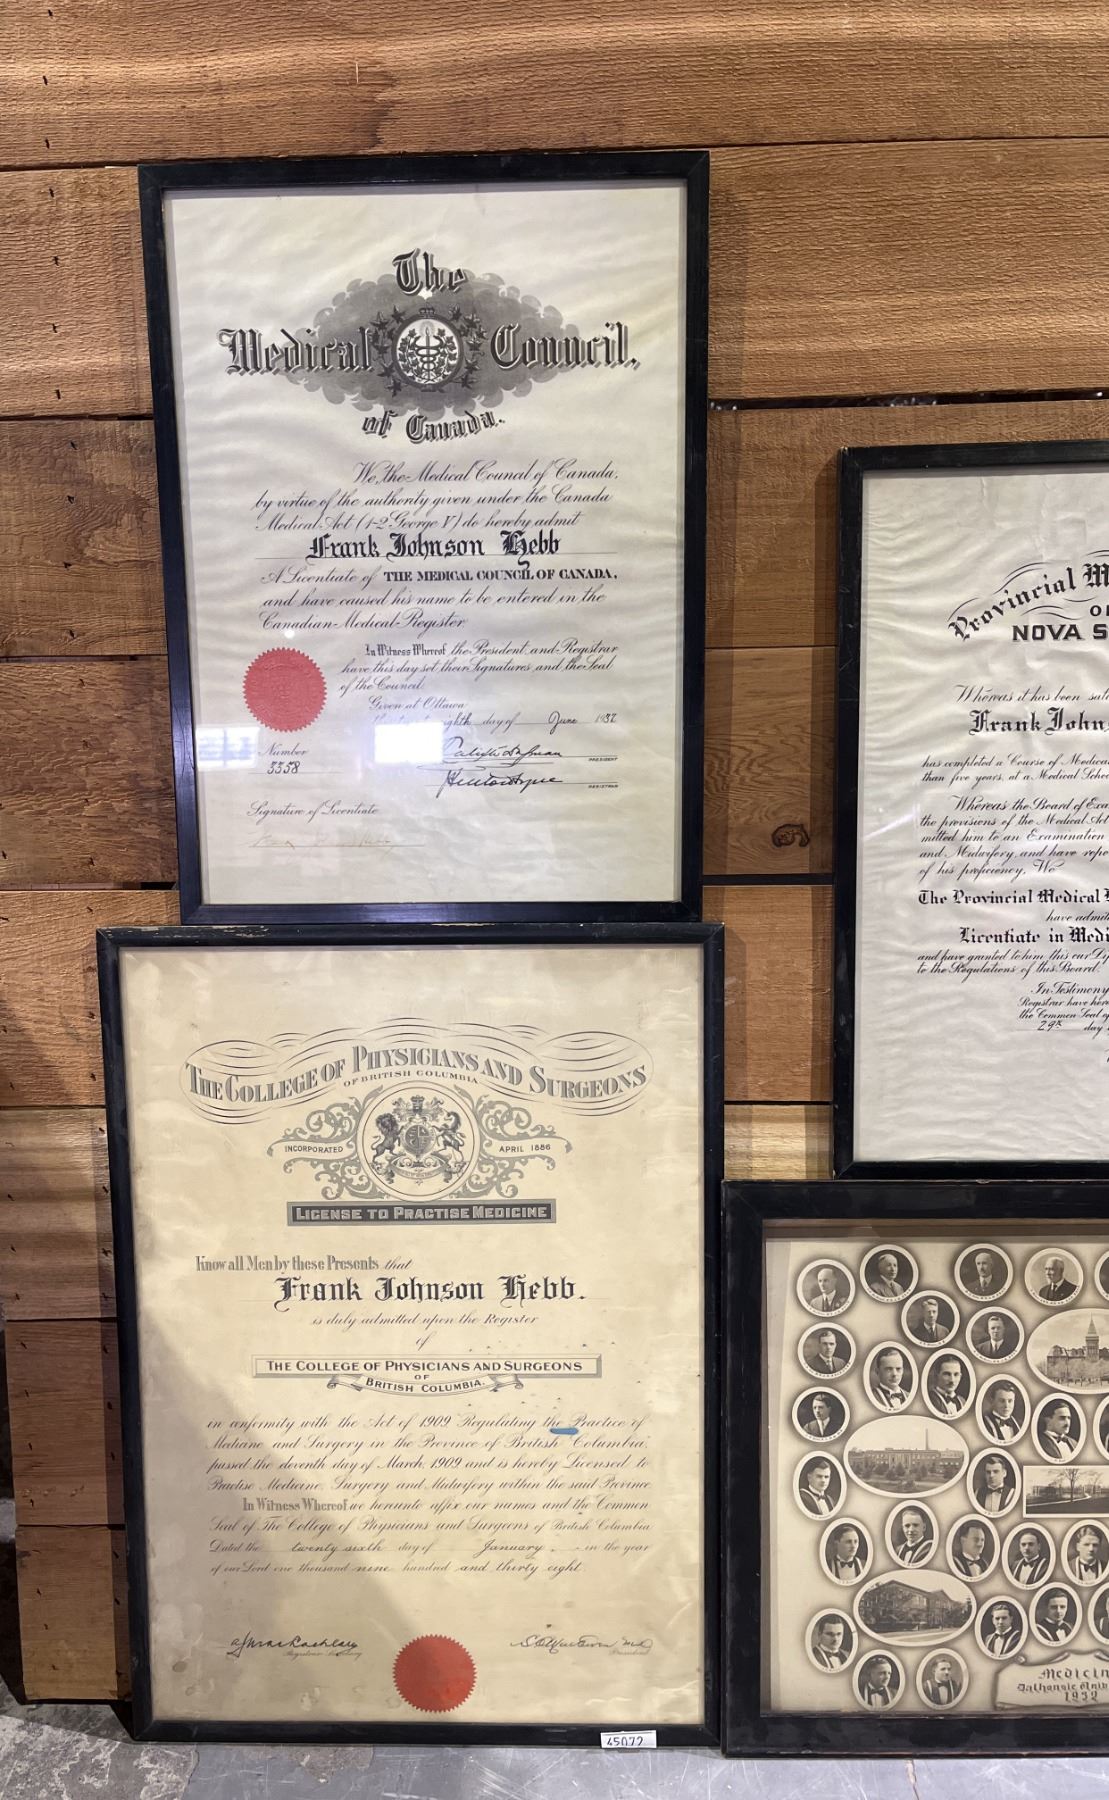 The
Medical Council.
of Canada.
We, the Medical Council of Canada,
by virtue of the authority given under the Canada
Medical Act (1-2 George V) do hereby admit
Frank Johnson Hebb
A Licentiate of THE MEDICAL COUNCIL OF CANADA,
and have caused his name to be entered in the
Canadian Medical Register
In Witness Whereof the President and Registrar
have this day set their Signatures and the Seal
of the Council.
Given at Ottawa
eighth day of June 1932
PRESIDENT
REGISTRAR
Number
3358
Signature of Licentiate
THE COLLEGE OF PHYSICIANS AND SURGEONS
OF BRITISH COLUMBIA
INCORPORATED APRIL 1886
LICENSE TO PRACTISE MEDICINE
Know all Men by these Presents that
Frank Johnson Hebb.
is duly admitted upon the Register
of
THE COLLEGE OF PHYSICIANS AND SURGEONS
OF
BRITISH COLUMBIA.
in conformity with the Act of 1909 Regulating the Practice of
Medicine and Surgery in the Province of British Columbia,
passed the eleventh day of March, 1909 and is hereby Licensed to
Practise Medicine, Surgery and Midwifery within the said Province
In Witness Whereof we hereunto affix our names and the Common
Seal of The College of Physicians and Surgeons of British Columbia
Dated the twenty sixth day of January. in the year
of our Lord one thousand nine hundred and thirty eight.
President
45072
Provincial M
OF
NOVA S
Whereas it has been sat
Frank Johns
has completed a Course of Medica
than five years, at a Medical Schoo
Whereas the Board of Exa
the provisions of the Medical Act
mitted him to an Examination
and Midwifery, and have repo
of his proficiency, We
The Provincial Medical B
have admit
Licentiate in Medi
and have granted to him this our Di
to the Regulations of this Board.
In Testimony
Registrar have her
the Common Seal of
29th day
Medicin
Dalhousie Univ
1932